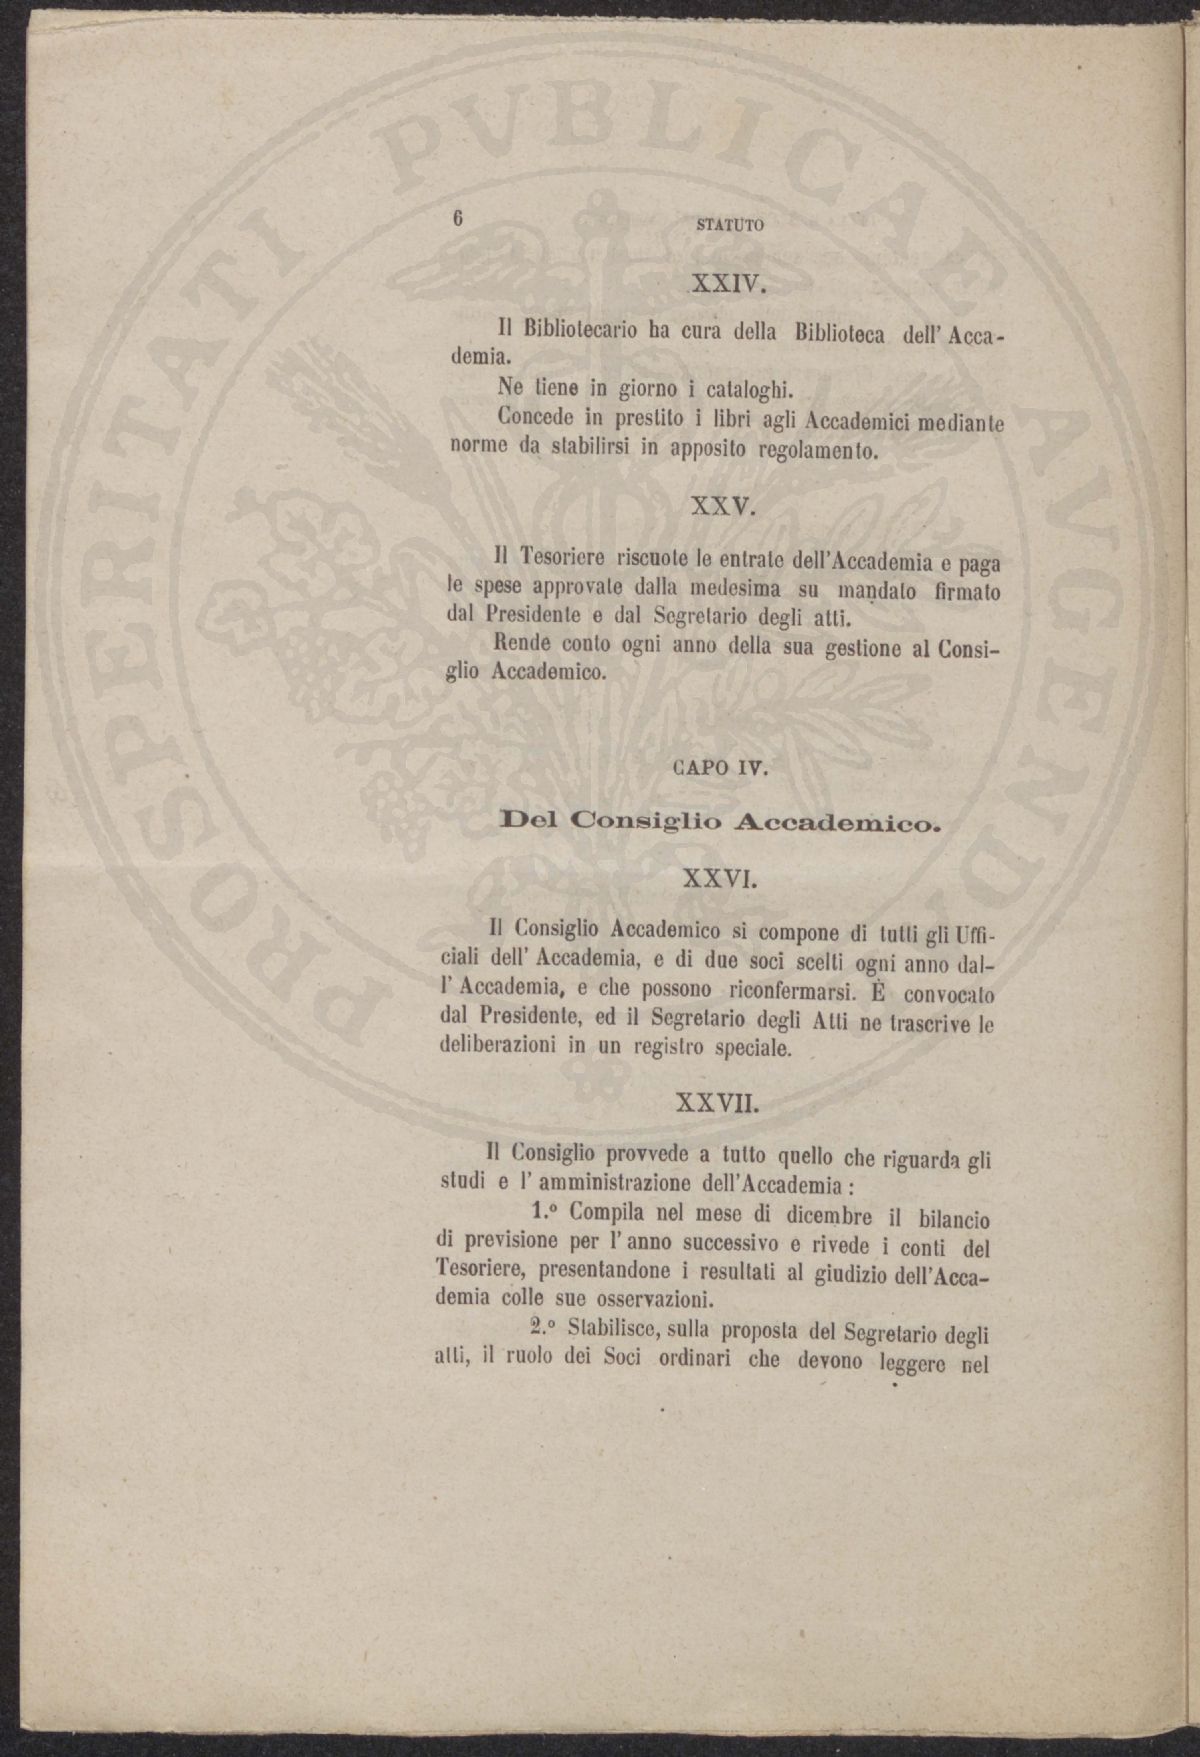 6 STATUTO
XXIV.
Il Bibliotecario ha cura della Biblioteca dell' Acca-
demia.
Ne tiene in giorno i cataloghi.
Concede in prestito i libri agli Accademici mediante
norme da stabilirsi in apposito regolamento.
XXV.
Il Tesoriere riscuote le entrate dell'Accademia e paga
le spese approvate dalla medesima su mandato firmato
dal Presidente e dal Segretario degli atti.
Rende conto ogni anno della sua gestione al Consi-
glio Accademico.
CAPO IV.
Del Consiglio Accademico.
XXVI.
Il Consiglio Accademico si compone di tutti gli Uffi-
ciali dell' Accademia, e di due soci scelti ogni anno dal-
l' Accademia, e che possono riconfermarsi. È convocato
dal Presidente, ed il Segretario degli Atti ne trascrive le
deliberazioni in un registro speciale.
XXVII.
Il Consiglio provvede a tutto quello che riguarda gli
studi e l' amministrazione dell'Accademia :
1.º Compila nel mese di dicembre il bilancio
di previsione per l' anno successivo e rivede i conti del
Tesoriere, presentandone i resultati al giudizio dell'Acca-
demia colle sue osservazioni.
2.º Stabilisce, sulla proposta del Segretario degli
atti, il ruolo dei Soci ordinari che devono leggere nel
PROSPERITATI PVBLICAE AVGENDAE